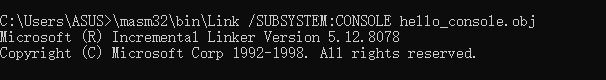 C:\Users\ASUS>\masm32\bin\Link /SUBSYSTEM:CONSOLE hello_console.obj
Microsoft (R) Incremental Linker Version 5.12.8078
Copyright (C) Microsoft Corp 1992-1998. All rights reserved.